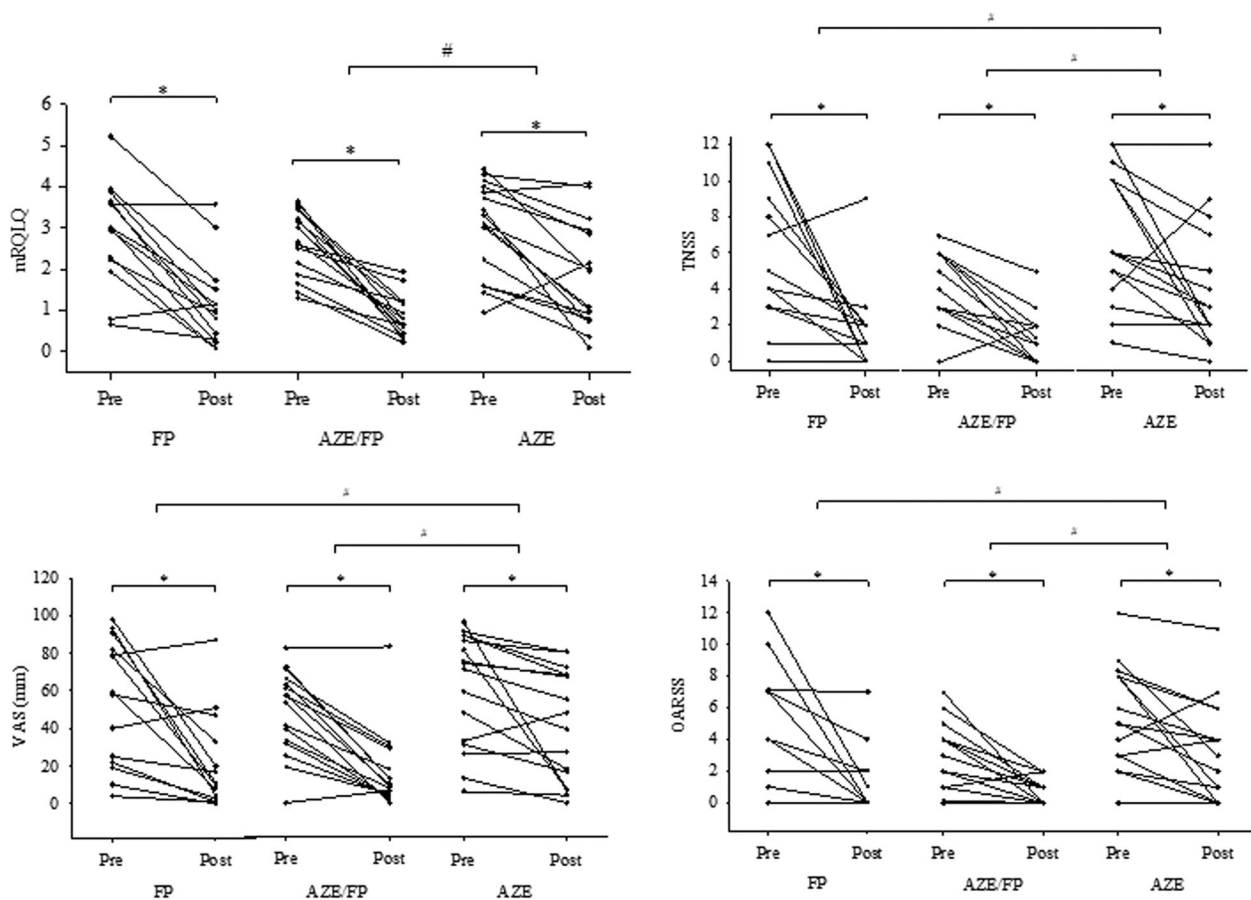 #
*
*
*
mRQLQ
6
5
4
3
2
1
0
Pre Post Pre Post Pre Post
FP AZE/FP AZE
#
#
* * *
TNSS
12
10
8
6
4
2
0
Pre Post Pre Post Pre Post
FP AZE/FP AZE
#
#
* * *
VAS (mm)
120
100
80
60
40
20
0
Pre Post Pre Post Pre Post
FP AZE/FP AZE
#
#
* * *
OARSS
14
12
10
8
6
4
2
0
Pre Post Pre Post Pre Post
FP AZE/FP AZE